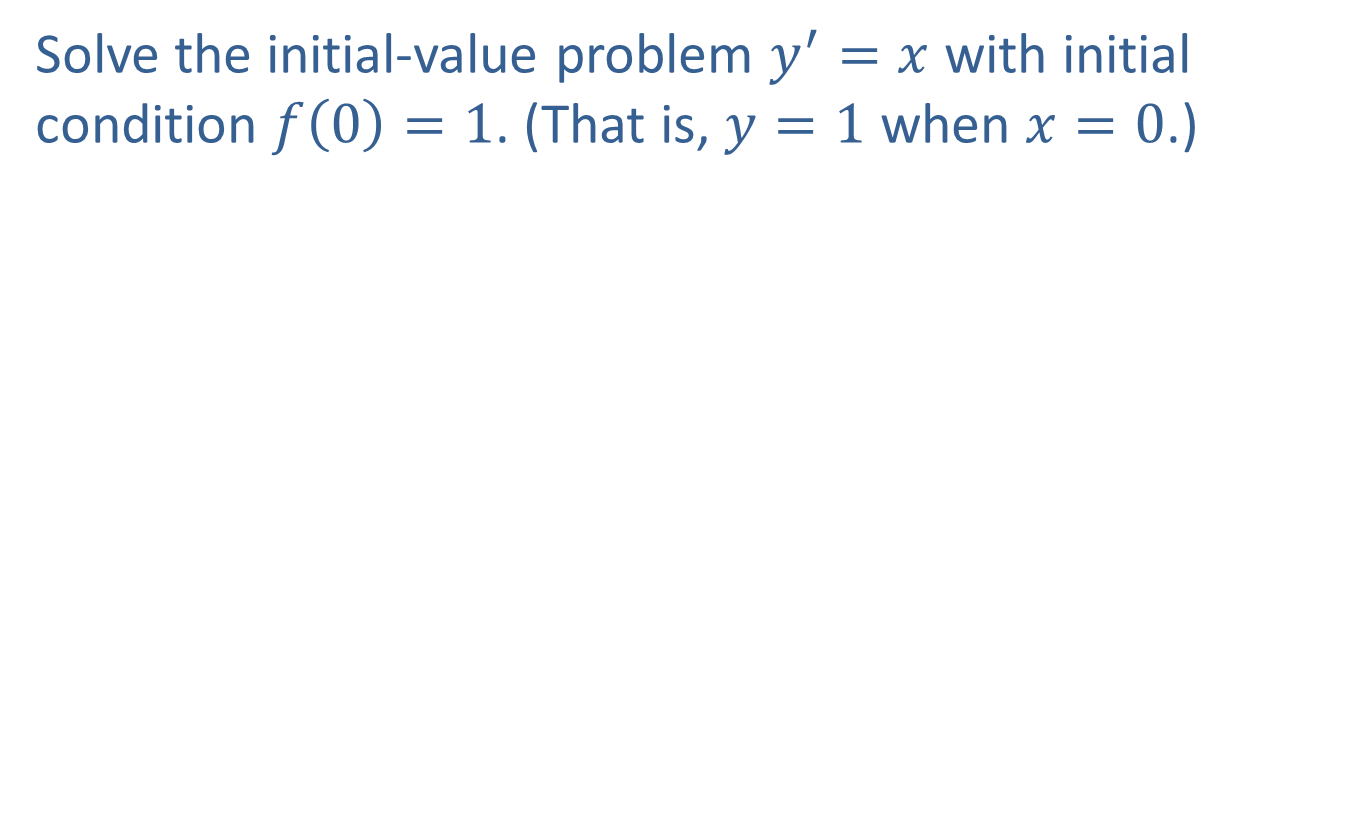 Solve the initial-value problem 𝑦′ = 𝑥 with initial
condition 𝑓(0) = 1. (That is, 𝑦 = 1 when 𝑥 = 0.)